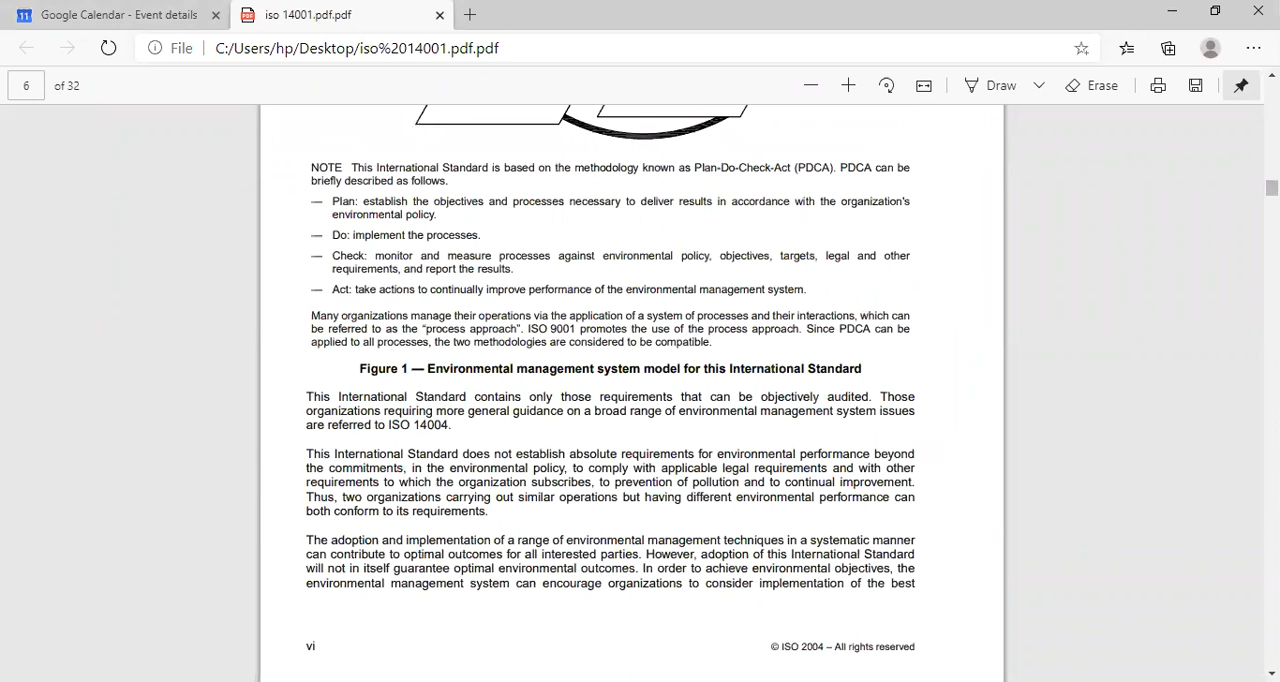 11 Google Calendar - Event details
PDF iso 14001.pdf.pdf
File C:/Users/hp/Desktop/iso%2014001.pdf.pdf
6 of 32 Draw Erase
NOTE This International Standard is based on the methodology known as Plan-Do-Check-Act (PDCA). PDCA can be
briefly described as follows.
— Plan: establish the objectives and processes necessary to deliver results in accordance with the organization's
environmental policy.
— Do: implement the processes.
— Check: monitor and measure processes against environmental policy, objectives, targets, legal and other
requirements, and report the results.
— Act: take actions to continually improve performance of the environmental management system.
Many organizations manage their operations via the application of a system of processes and their interactions, which can
be referred to as the “process approach”. ISO 9001 promotes the use of the process approach. Since PDCA can be
applied to all processes, the two methodologies are considered to be compatible.
Figure 1 — Environmental management system model for this International Standard
This International Standard contains only those requirements that can be objectively audited. Those
organizations requiring more general guidance on a broad range of environmental management system issues
are referred to ISO 14004.
This International Standard does not establish absolute requirements for environmental performance beyond
the commitments, in the environmental policy, to comply with applicable legal requirements and with other
requirements to which the organization subscribes, to prevention of pollution and to continual improvement.
Thus, two organizations carrying out similar operations but having different environmental performance can
both conform to its requirements.
The adoption and implementation of a range of environmental management techniques in a systematic manner
can contribute to optimal outcomes for all interested parties. However, adoption of this International Standard
will not in itself guarantee optimal environmental outcomes. In order to achieve environmental objectives, the
environmental management system can encourage organizations to consider implementation of the best
vi © ISO 2004 – All rights reserved